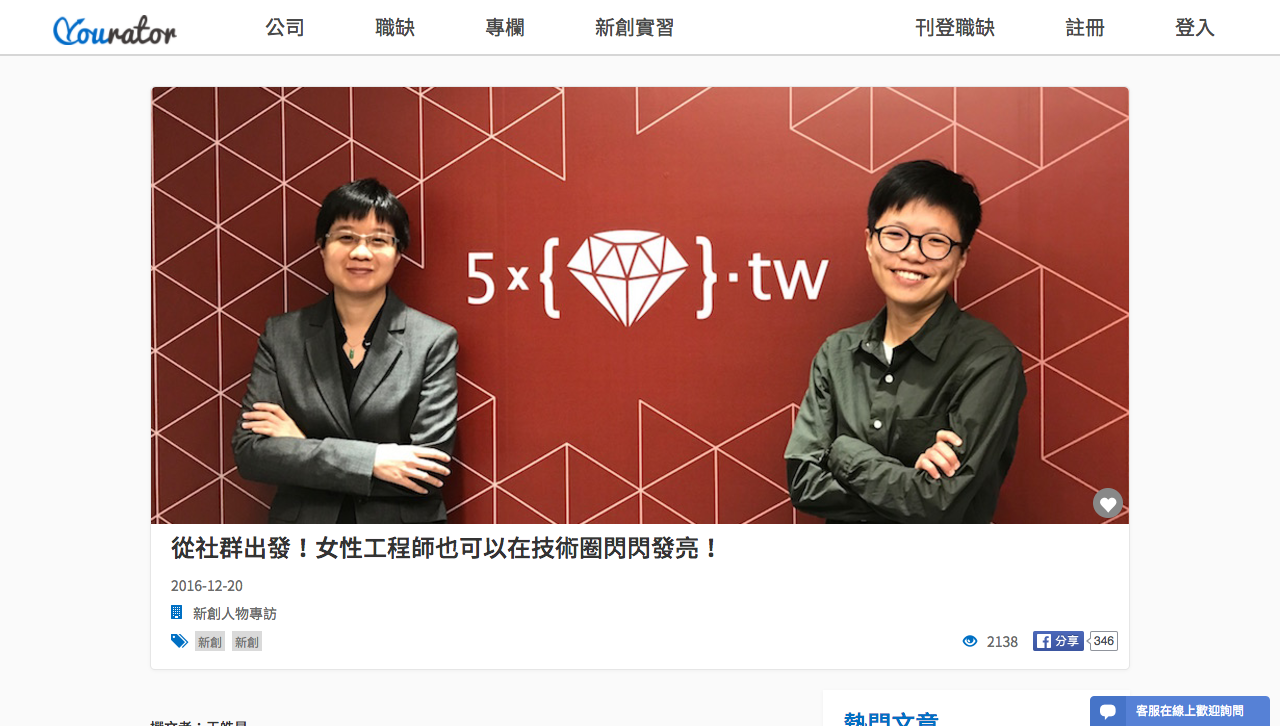 Yourator
公司
職缺
專欄
新創實習
刊登職缺
註冊
登入
5x{ }.tw
從社群出發！女性工程師也可以在技術圈閃閃發亮！
2016-12-20
新創人物專訪
新創 新創
2138
分享
346
熱門文章
客服在線上歡迎詢問